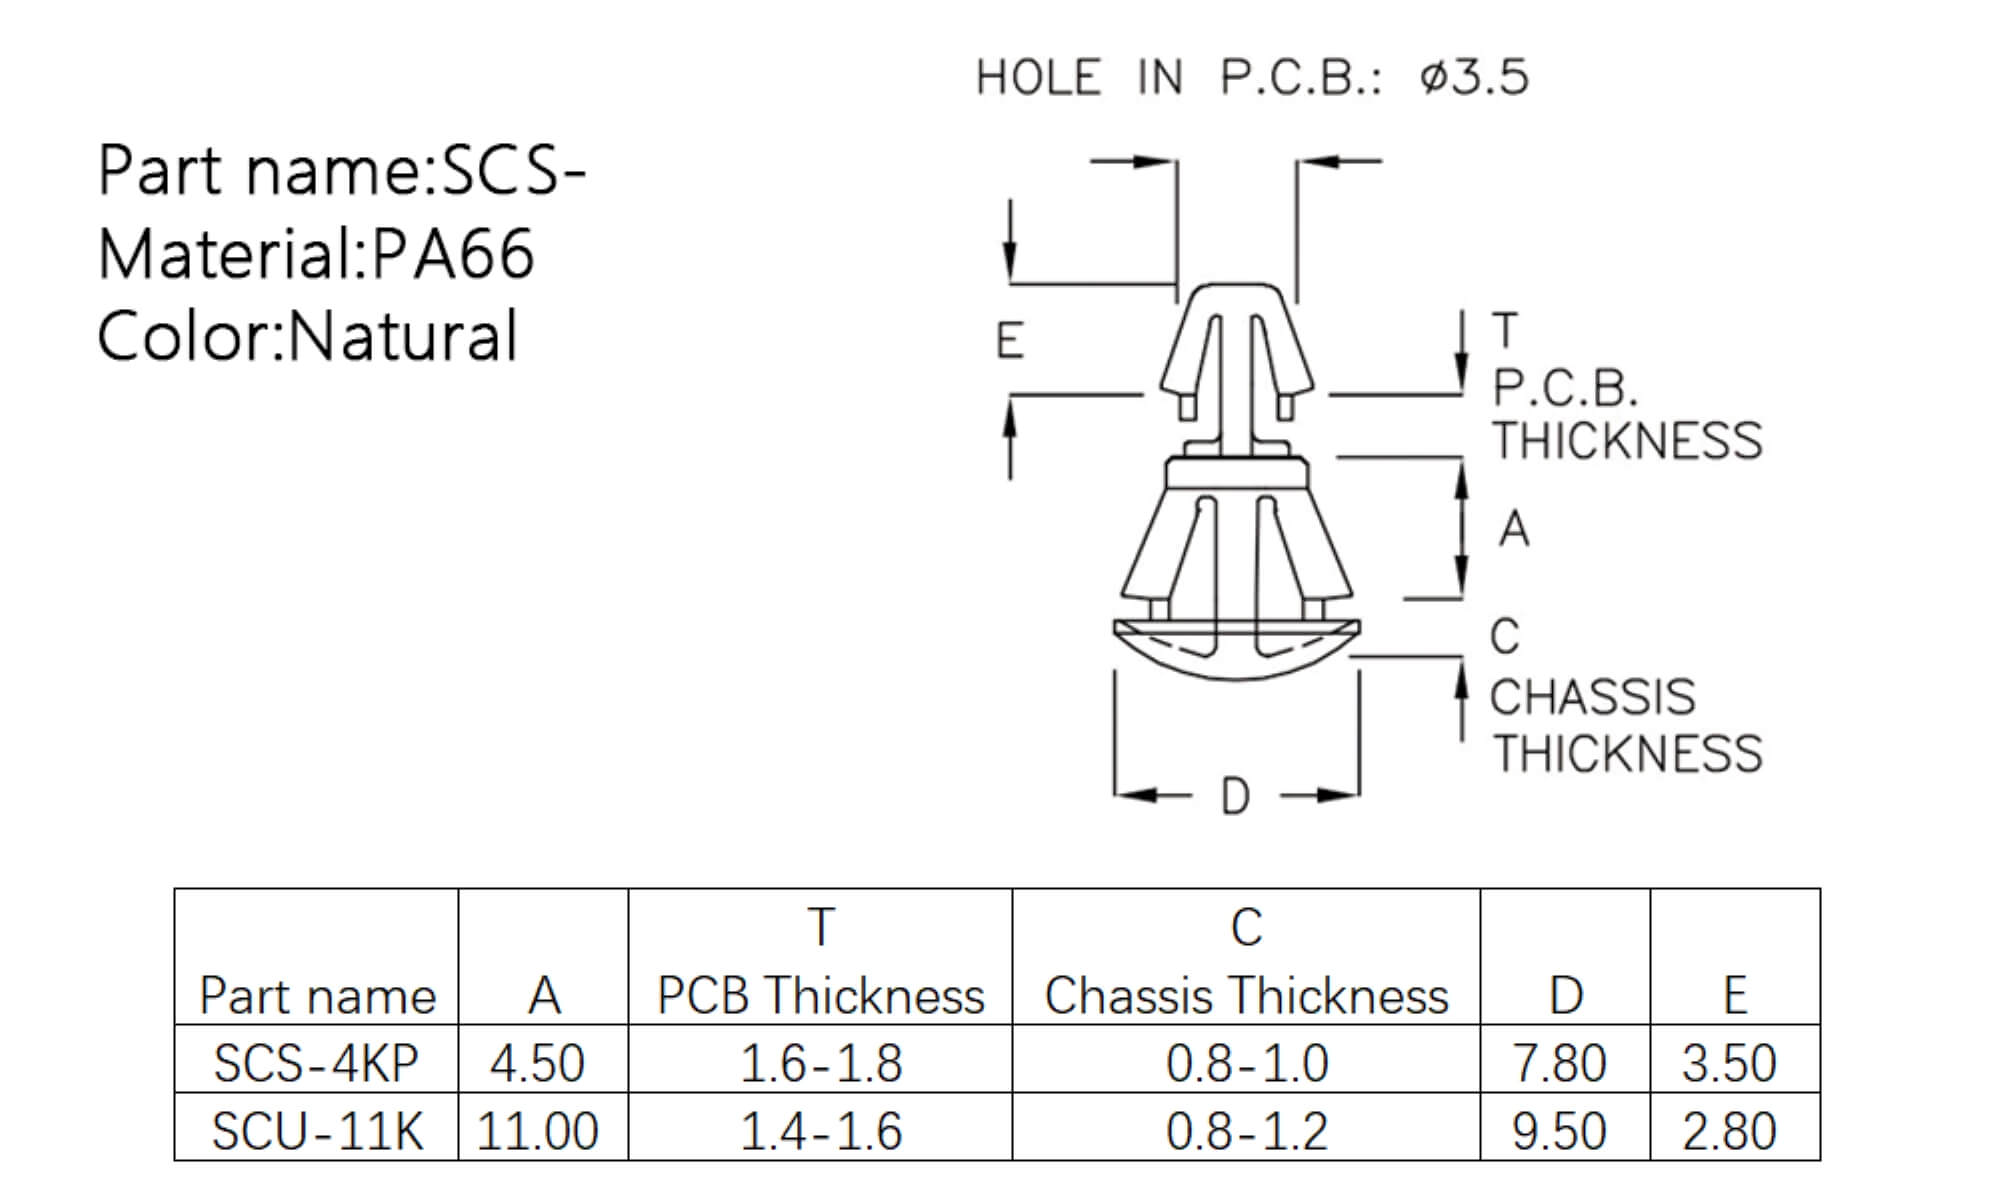 HOLE IN P.C.B.: ø3.5
Part name:SCS-
Material:PA66
Color:Natural
E
T
P.C.B.
THICKNESS
A
C
CHASSIS
THICKNESS
D
Part name A T PCB Thickness C Chassis Thickness D E
SCS-4KP 4.50 1.6-1.8 0.8-1.0 7.80 3.50
SCU-11K 11.00 1.4-1.6 0.8-1.2 9.50 2.80